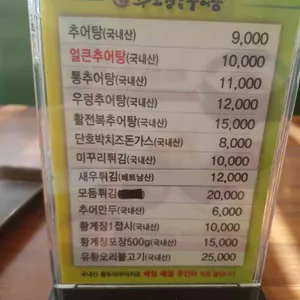 추어탕(국내산) 9,000
얼큰추어탕(국내산) 10,000
통추어탕(국내산) 11,000
우렁추어탕(국내산) 12,000
활전복추어탕(국내산) 15,000
단호박치즈돈가스(국내산) 8,000
미꾸리튀김(국내산) 10,000
새우튀김(베트남산) 12,000
모둠튀김 20,000
추어만두(국내산) 6,000
황게장1접시(국내산) 10,000
황게장포장500g(국내산) 15,000
유황오리불고기(국내산) 25,000
국내산